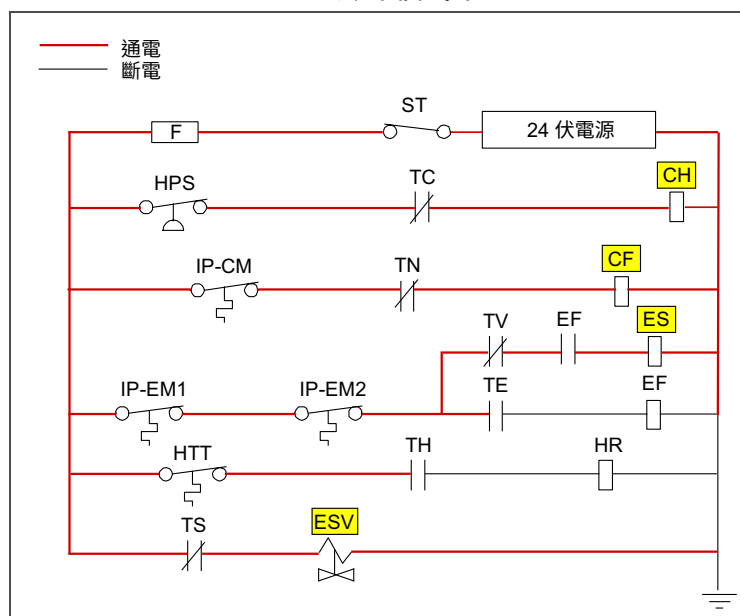 通電
斷電
ST
F
24 伏電源
HPS
TC
CH
IP-CM
TN
CF
TV
EF
ES
IP-EM1
IP-EM2
TE
EF
HTT
TH
HR
TS
ESV